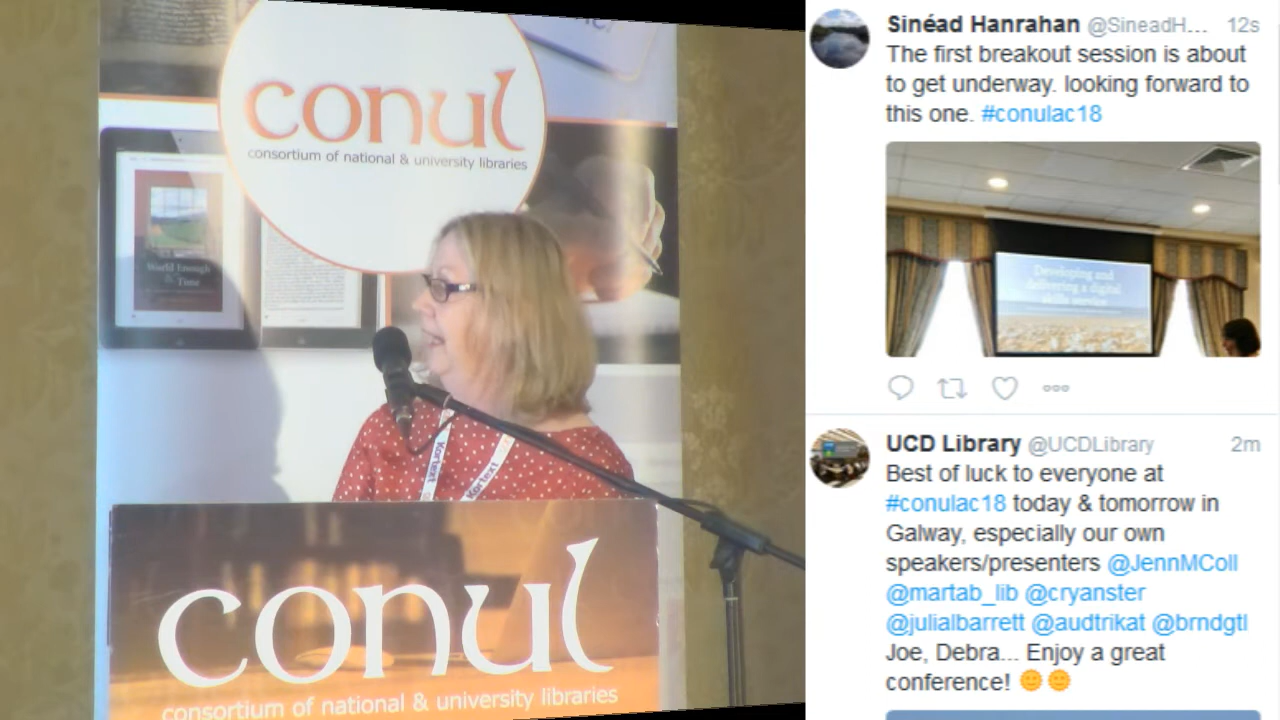 conul
consortium of national & university libraries
World Enough
& Time
Kortext
Kortext
conul
consortium of national & university libraries
Sinéad Hanrahan @SineadH... 12s
The first breakout session is about
to get underway. looking forward to
this one. #conulac18
Developing and
delivering a digital
skills service
UCD Library @UCDLibrary 2m
Best of luck to everyone at
#conulac18 today & tomorrow in
Galway, especially our own
speakers/presenters @JennMColl
@martab_lib @cryanster
@julialbarrett @audtrikat @brndgtl
Joe, Debra... Enjoy a great
conference! 😊😊